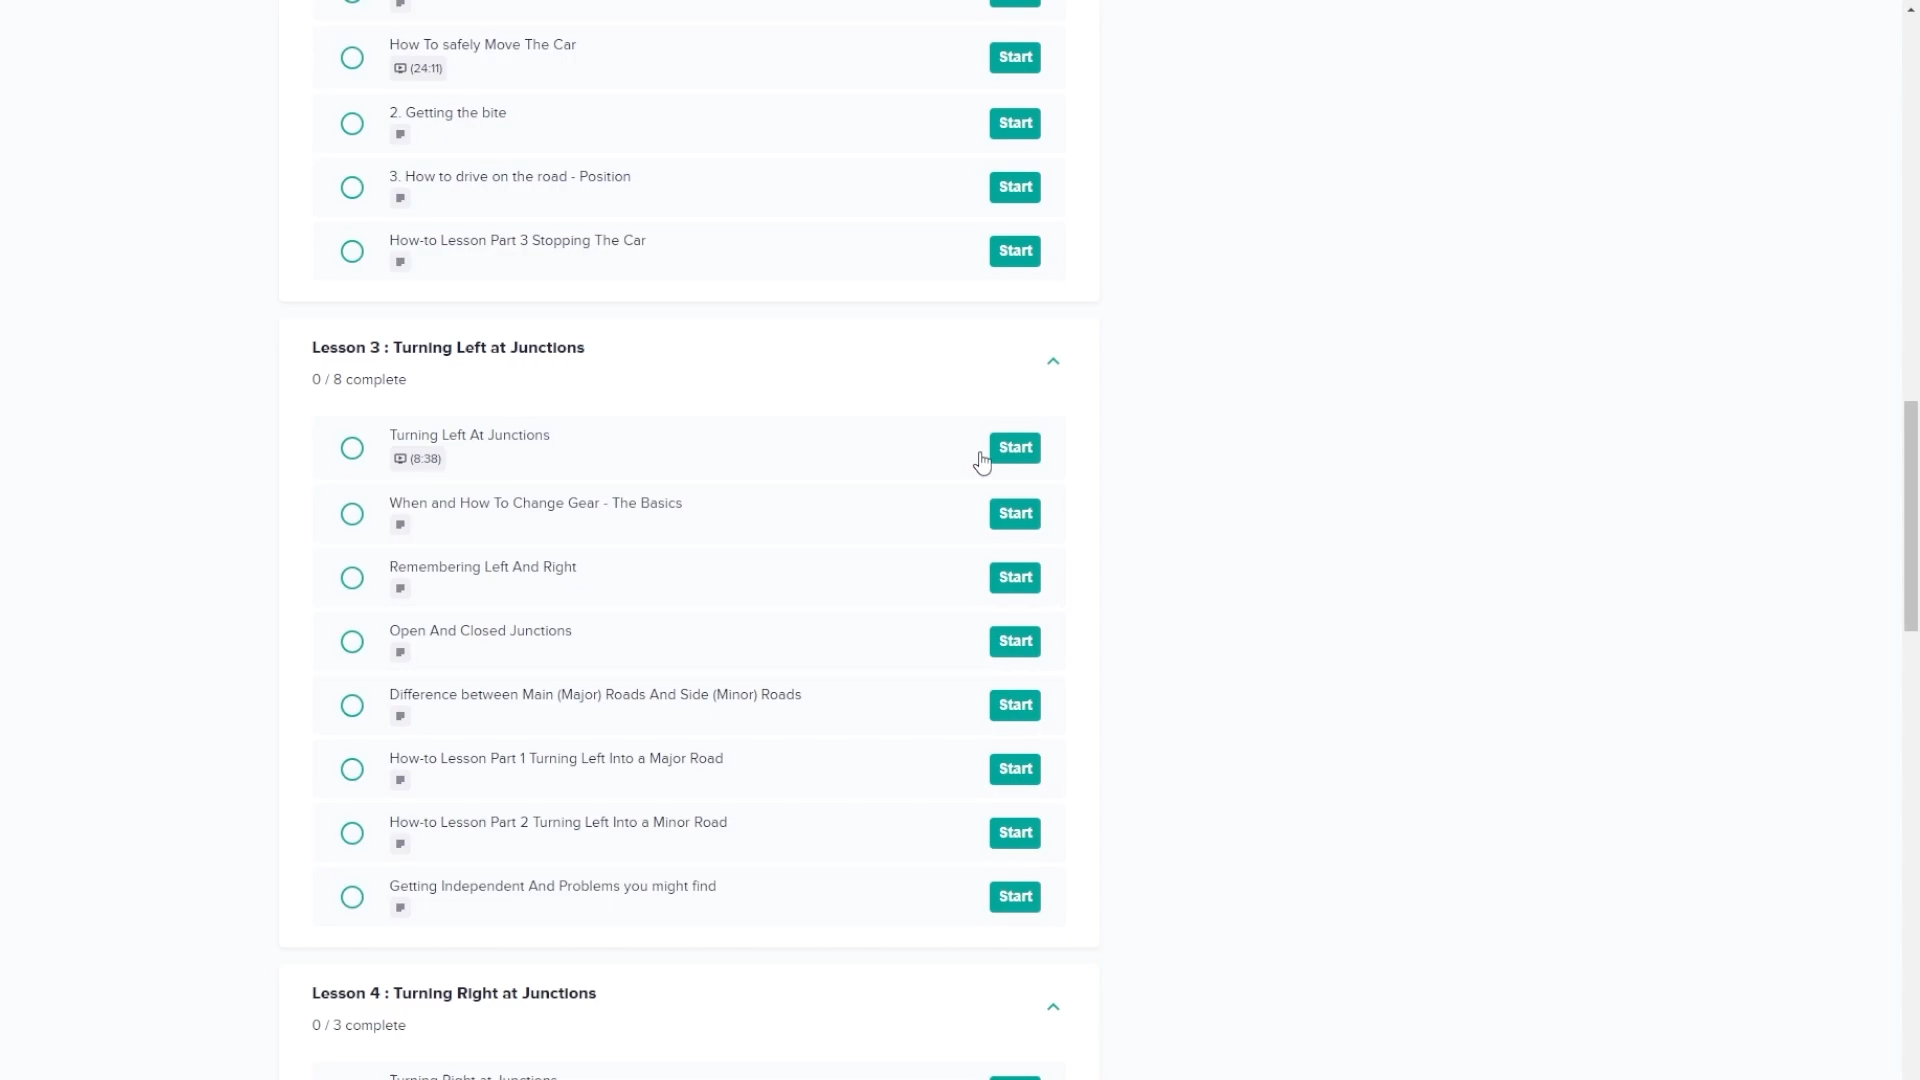 How To safely Move The Car
Start
(24:11)
2. Getting the bite
Start
3. How to drive on the road - Position
Start
How-to Lesson Part 3 Stopping The Car
Start
Lesson 3 : Turning Left at Junctions
0 / 8 complete
Turning Left At Junctions
Start
(8:38)
When and How To Change Gear - The Basics
Start
Remembering Left And Right
Start
Open And Closed Junctions
Start
Difference between Main (Major) Roads And Side (Minor) Roads
Start
How-to Lesson Part 1 Turning Left Into a Major Road
Start
How-to Lesson Part 2 Turning Left Into a Minor Road
Start
Getting Independent And Problems you might find
Start
Lesson 4 : Turning Right at Junctions
0 / 3 complete
Turning Right at Junctions